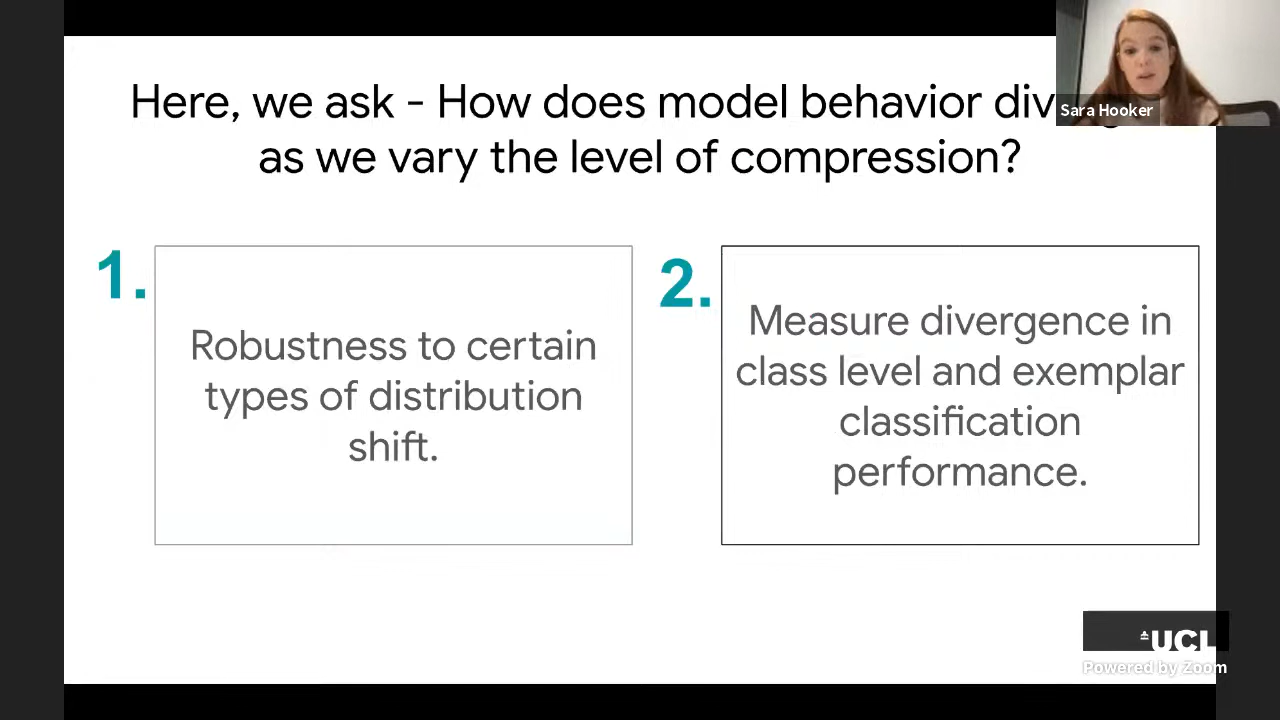 Here, we ask - How does model behavior
as we vary the level of compression?
Sara Hooker
1.
Robustness to certain
types of distribution
shift.
2.
Measure divergence in
class level and exemplar
classification
performance.
UCL
Powered by Zoom